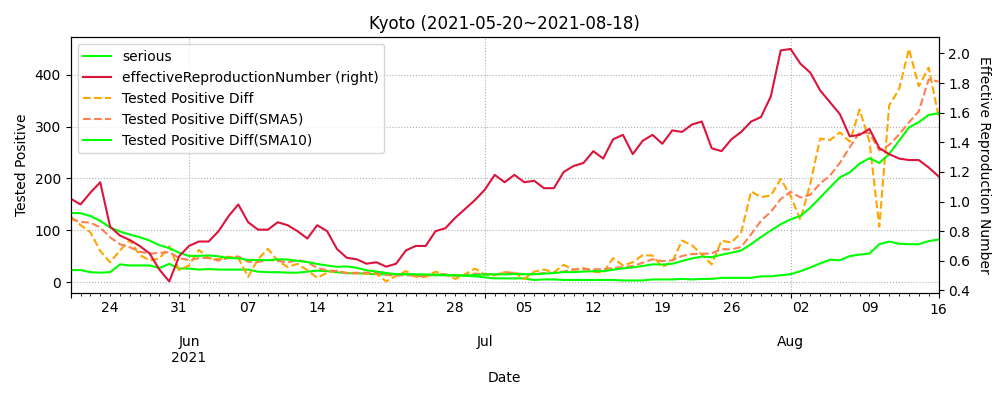 Kyoto (2021-05-20~2021-08-18)
serious
effectiveReproductionNumber (right)
Tested Positive Diff
Tested Positive Diff(SMA5)
Tested Positive Diff(SMA10)
Tested Positive
400
300
200
100
0
2.0
1.8
1.6
1.4
1.2
1.0
0.8
0.6
0.4
Effective Reproduction Number
24 31 07 14 21 28 05 12 19 26 02 09 16
Jun Jul Aug
2021
Date